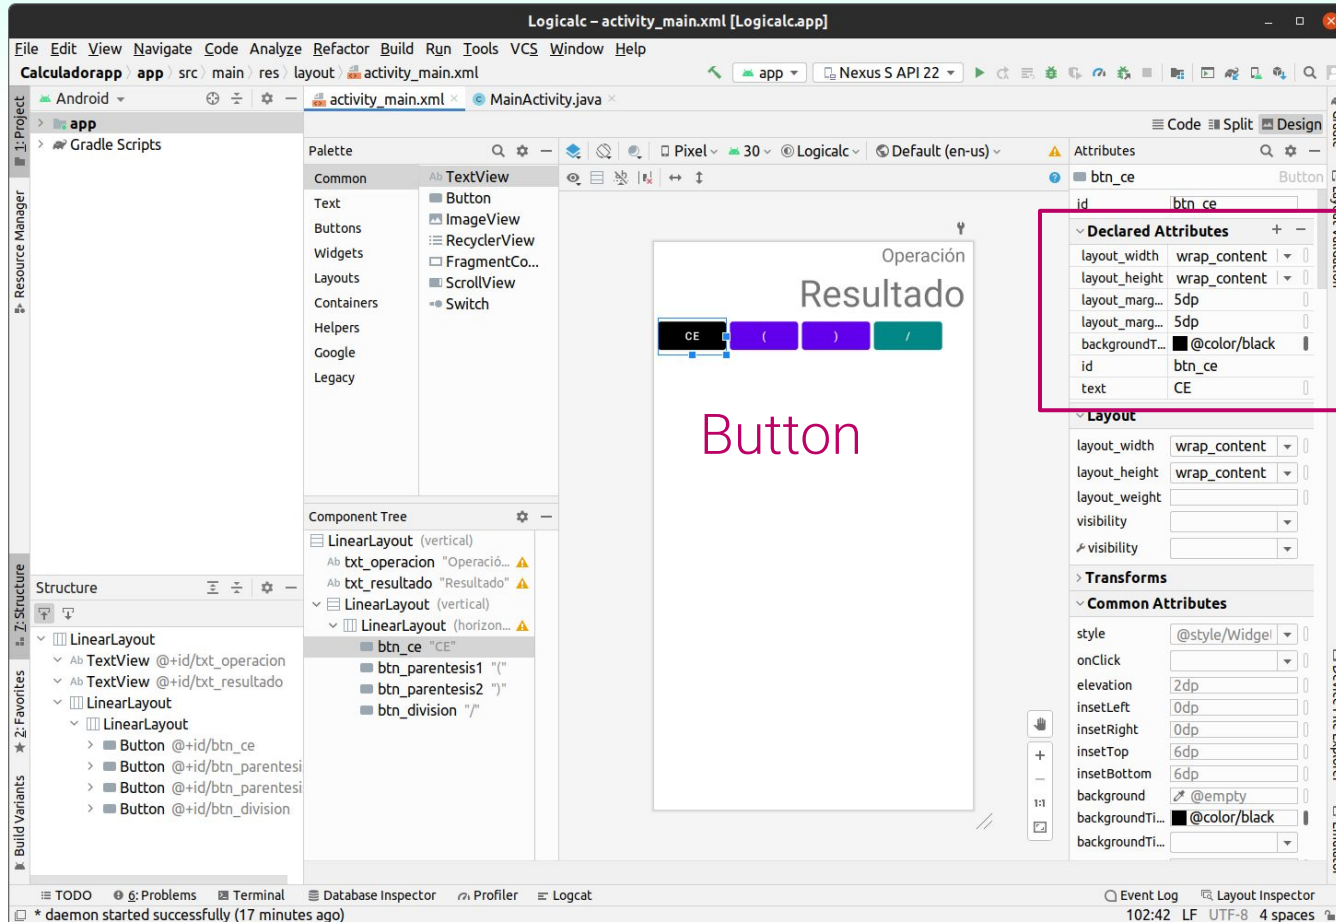 Logicalc – activity_main.xml [Logicalc.app]
File Edit View Navigate Code Analyze Refactor Build Run Tools VCS Window Help
Calculadorapp app src main res layout activity_main.xml
app Nexus S API 22
Android
activity_main.xml MainActivity.java
1: Project
Resource Manager
7: Structure
2: Favorites
Build Variants
app
Gradle Scripts
Code Split Design
Palette
Common
Text
Buttons
Widgets
Layouts
Containers
Helpers
Google
Legacy
Ab TextView
Button
ImageView
RecyclerView
FragmentCo...
ScrollView
Switch
Pixel 30 Logicalc Default (en-us)
Operación
Resultado
CE ( ) /
Button
1:1
Component Tree
LinearLayout (vertical)
Ab txt_operacion "Operació...
Ab txt_resultado "Resultado"
LinearLayout (vertical)
LinearLayout (horizon...
btn_ce "CE"
btn_parentesis1 "("
btn_parentesis2 ")"
btn_division "/"
Structure
LinearLayout
Ab TextView @+id/txt_operacion
Ab TextView @+id/txt_resultado
LinearLayout
LinearLayout
Button @+id/btn_ce
Button @+id/btn_parentesi
Button @+id/btn_parentesi
Button @+id/btn_division
Attributes
btn_ce Button
id btn_ce
Declared Attributes + −
layout_width wrap_content
layout_height wrap_content
layout_marg... 5dp
layout_marg... 5dp
backgroundT... @color/black
id btn_ce
text CE
Layout
layout_width wrap_content
layout_height wrap_content
layout_weight
visibility
visibility
Transforms
Common Attributes
style @style/Widget
onClick
elevation 2dp
insetLeft 0dp
insetRight 0dp
insetTop 6dp
insetBottom 6dp
background @empty
backgroundTi... @color/black
backgroundTi...
Layout Validation
TODO 6: Problems Terminal Database Inspector Profiler Logcat Event Log Layout Inspector
* daemon started successfully (17 minutes ago) 102:42 LF UTF-8 4 spaces